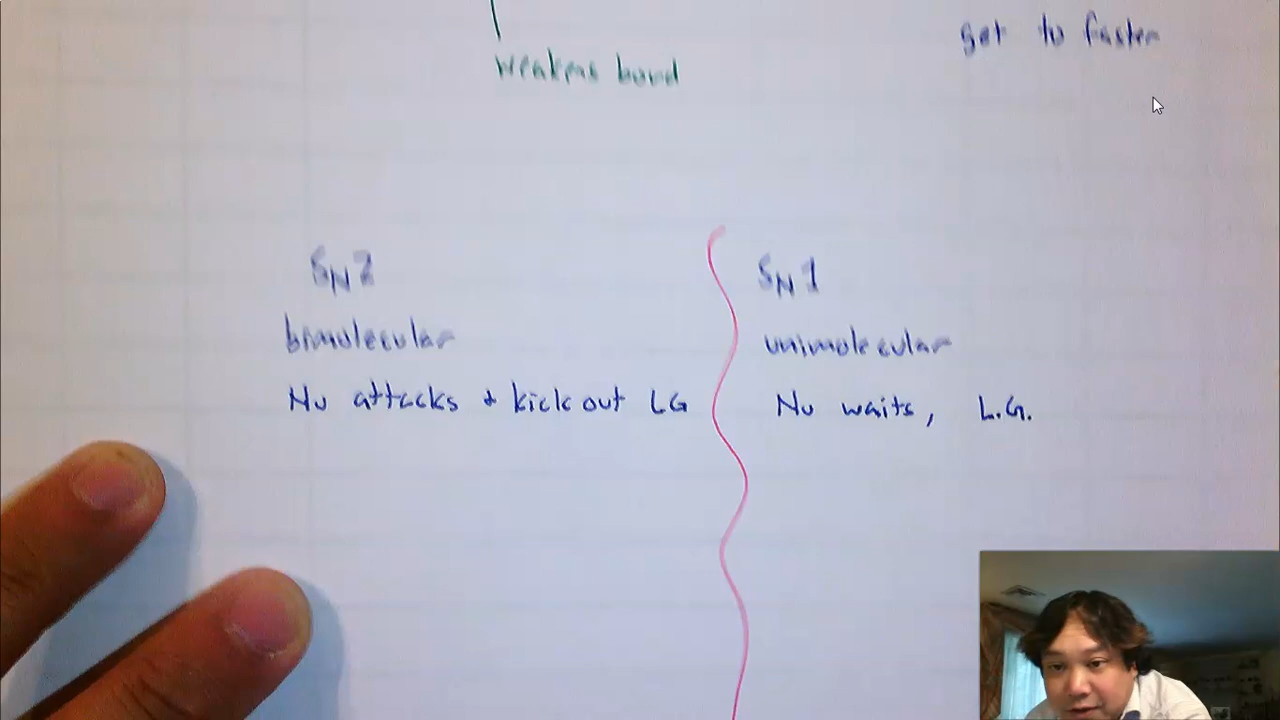 get to faster
weakens bond
SN2
bimolecular
Nu attacks + kick out LG
SN1
unimolecular
Nu waits, L.G.